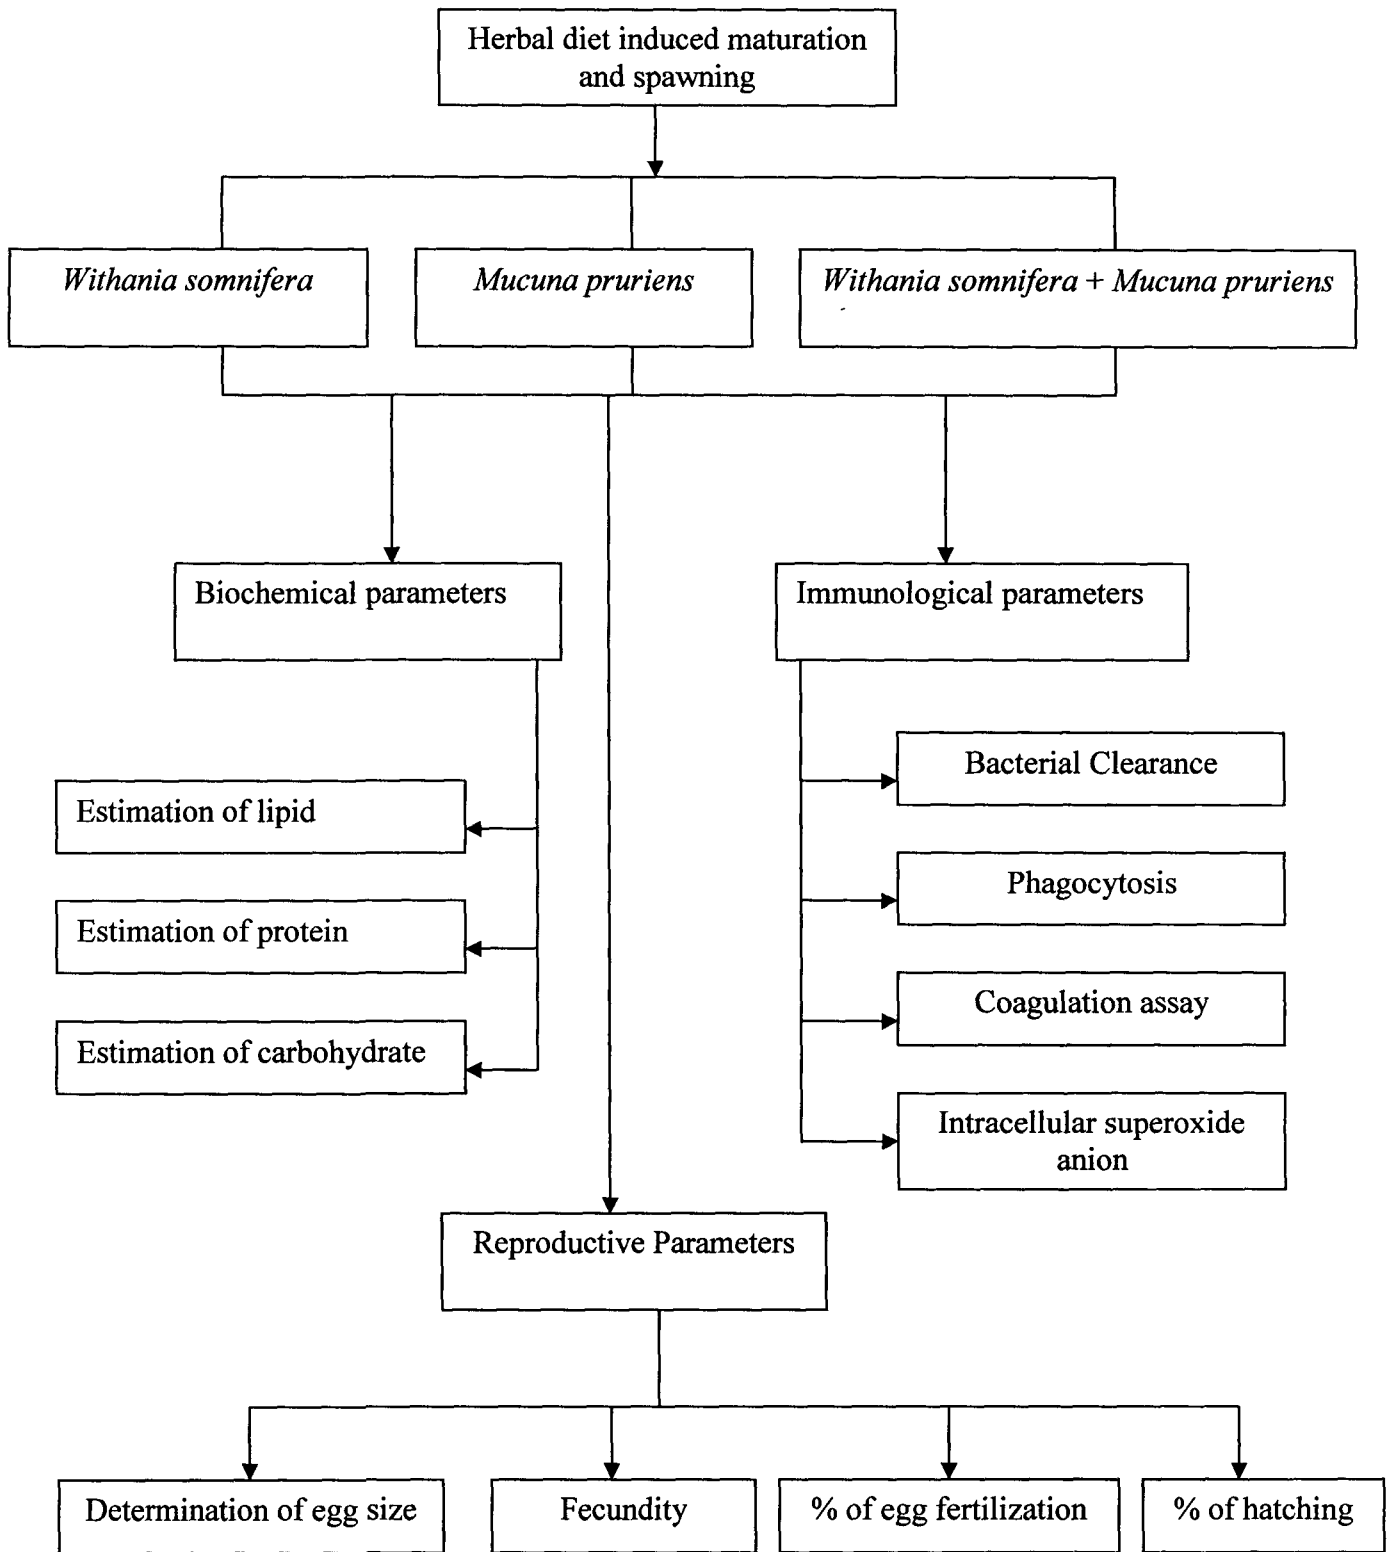 Herbal diet induced maturation
and spawning
Withania somnifera
Mucuna pruriens
Withania somnifera + Mucuna pruriens
Biochemical parameters
Immunological parameters
Estimation of lipid
Estimation of protein
Estimation of carbohydrate
Bacterial Clearance
Phagocytosis
Coagulation assay
Intracellular superoxide
anion
Reproductive Parameters
Determination of egg size
Fecundity
% of egg fertilization
% of hatching